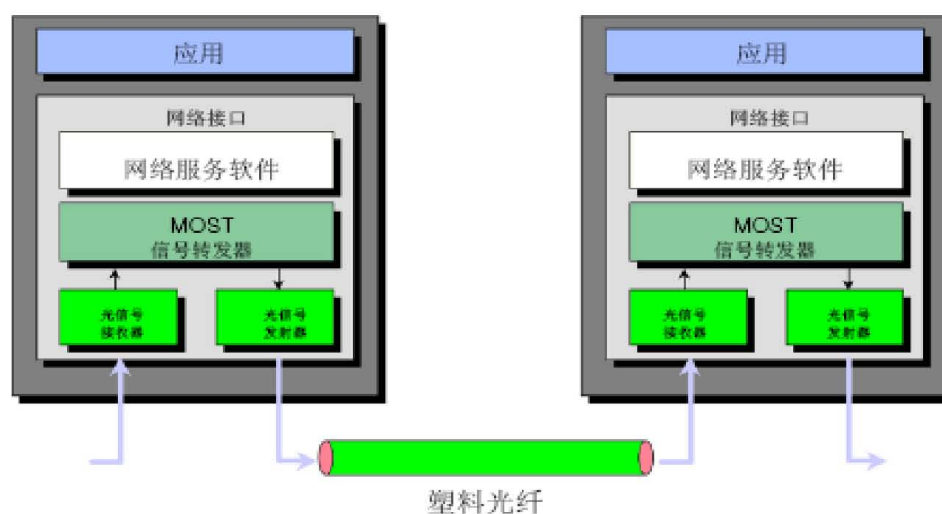 应用
网络接口
网络服务软件
MOST
信号转发器
光信号
接收器
光信号
发射器
应用
网络接口
网络服务软件
MOST
信号转发器
光信号
接收器
光信号
发射器
塑料光纤